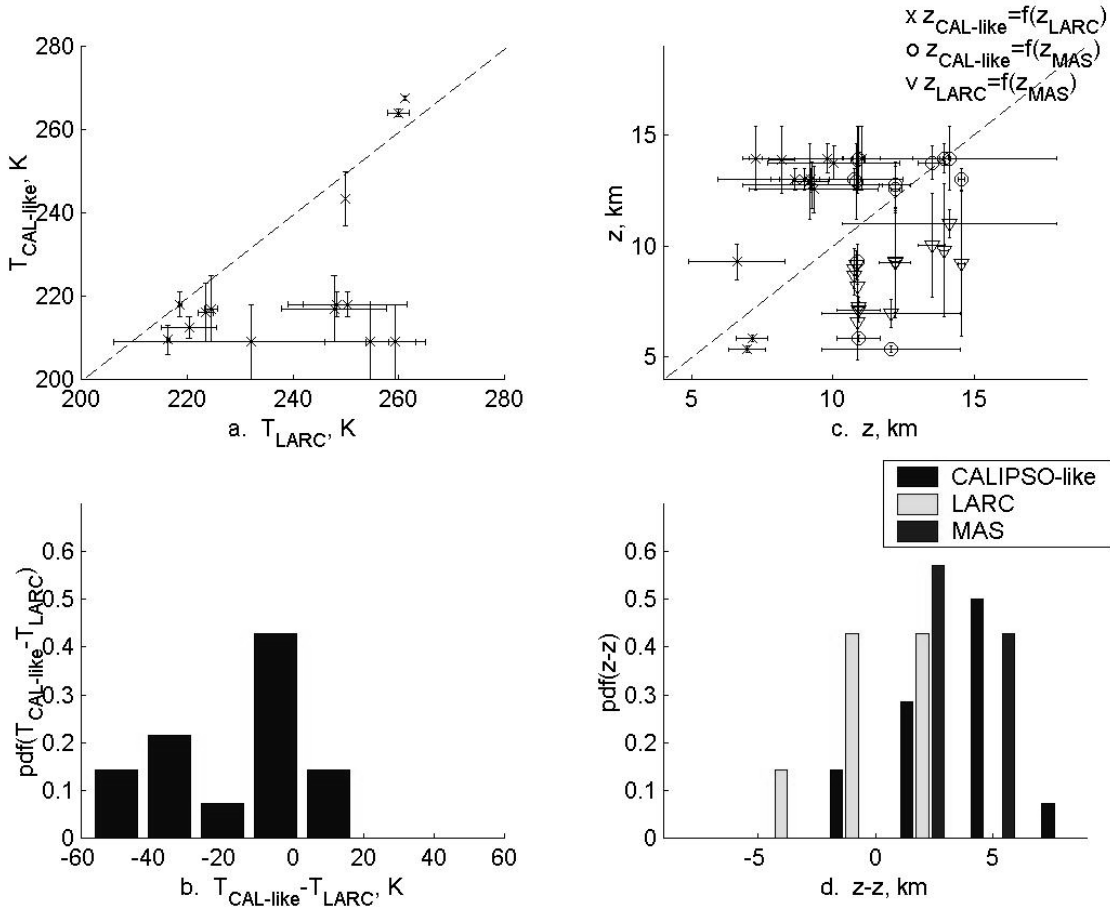 x z_CAL-like=f(z_LARC)
o z_CAL-like=f(z_MAS)
v z_LARC=f(z_MAS)
280
260
240
220
200
T_CAL-like, K
200 220 240 260 280
a. T_LARC, K
15
10
5
z, km
5 10 15
c. z, km
CALIPSO-like
LARC
MAS
0.6
0.5
0.4
0.3
0.2
0.1
0
pdf(T_CAL-like-T_LARC)
-60 -40 -20 0 20 40 60
b. T_CAL-like-T_LARC, K
0.6
0.5
0.4
0.3
0.2
0.1
0
pdf(z-z)
-5 0 5
d. z-z, km